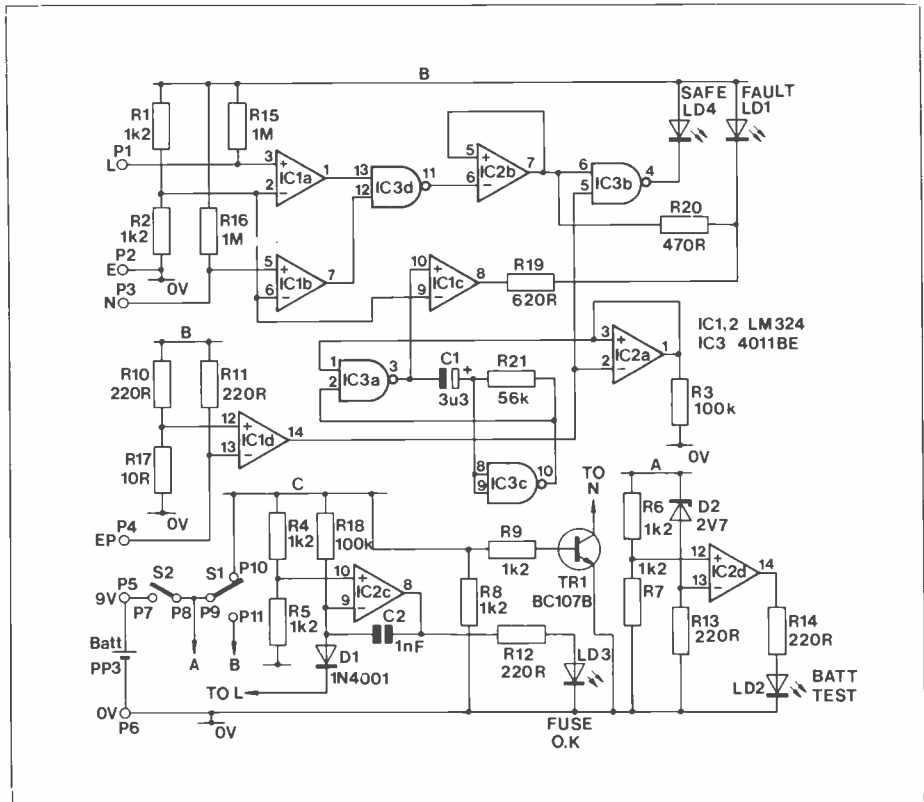 B
SAFE
LD4
FAULT
LD1
R1
1k2
R15
1M
P1
L
3
2
+
−
IC1a
1
13
12
IC3d
11
5
6
+
−
IC2b
7
6
5
IC3b
4
R2
1k2
R16
1M
R20
470R
P2
E
0V
P3
N
5
6
+
−
IC1b
7
10
9
+
−
IC1c
8
R19
620R
IC1,2 LM324
IC3 4011BE
B
R10
220R
R11
220R
1
2
IC3a
3
C1
+
3u3
R21
56k
3
2
+
−
IC2a
1
R3
100k
0V
12
13
+
−
IC1d
14
R17
10R
0V
8
9
IC3c
10
P4
EP
C
TO
N
A
R4
1k2
R18
100k
R9
1k2
R6
1k2
D2
2V7
P5
9V
S2
P7
P8
S1
P10
P9
P11
10
9
+
−
IC2c
8
R8
1k2
TR1
BC107B
1k2
R7
12
13
+
−
IC2d
14
R5
1k2
C2
1nF
R13
220R
R14
220R
Batt
PP3
A
B
D1
1N4001
R12
220R
LD3
TO L
LD2
BATT
TEST
0V
P6
0V
FUSE
O.K